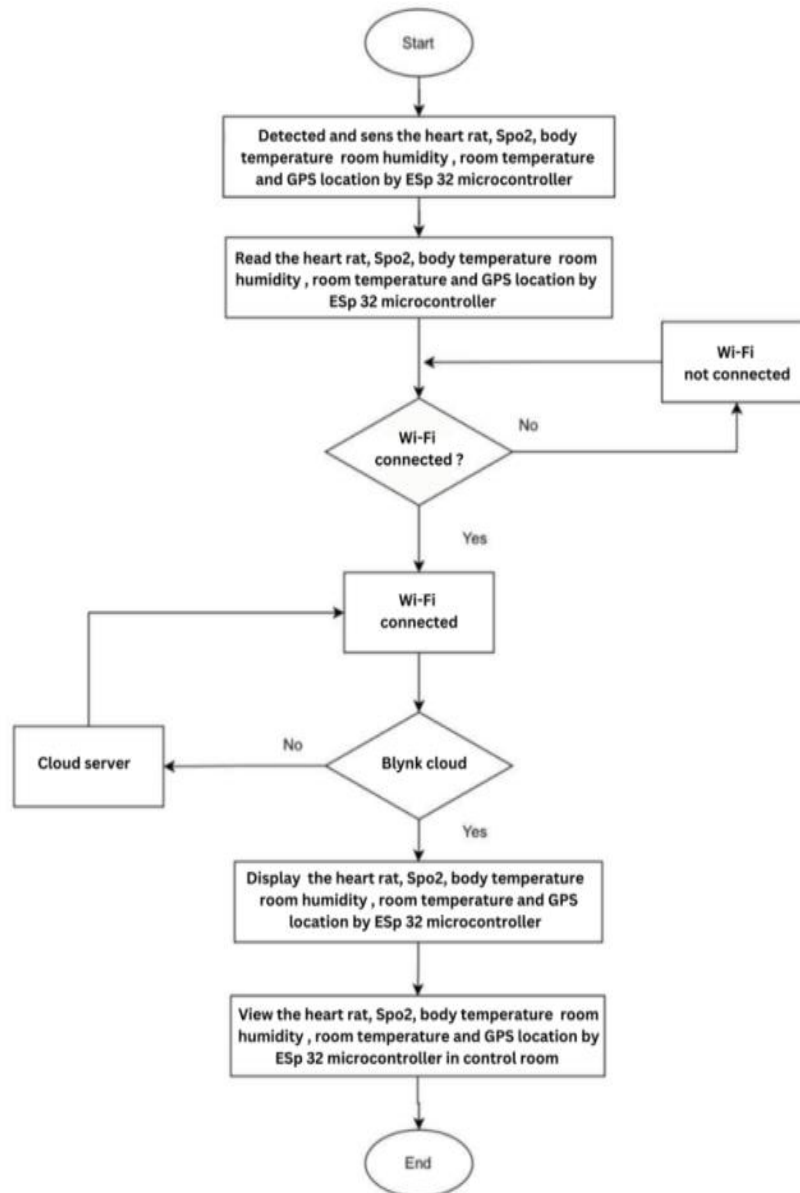 Start
Detected and sens the heart rat, Spo2, body
temperature room humidity , room temperature
and GPS location by ESp 32 microcontroller
Read the heart rat, Spo2, body temperature room
humidity , room temperature and GPS location by
ESp 32 microcontroller
Wi-Fi
not connected
Wi-Fi
connected ?
No
Yes
Wi-Fi
connected
Cloud server
No
Blynk cloud
Yes
Display the heart rat, Spo2, body temperature
room humidity , room temperature and GPS
location by ESp 32 microcontroller
View the heart rat, Spo2, body temperature room
humidity , room temperature and GPS location by
ESp 32 microcontroller in control room
End